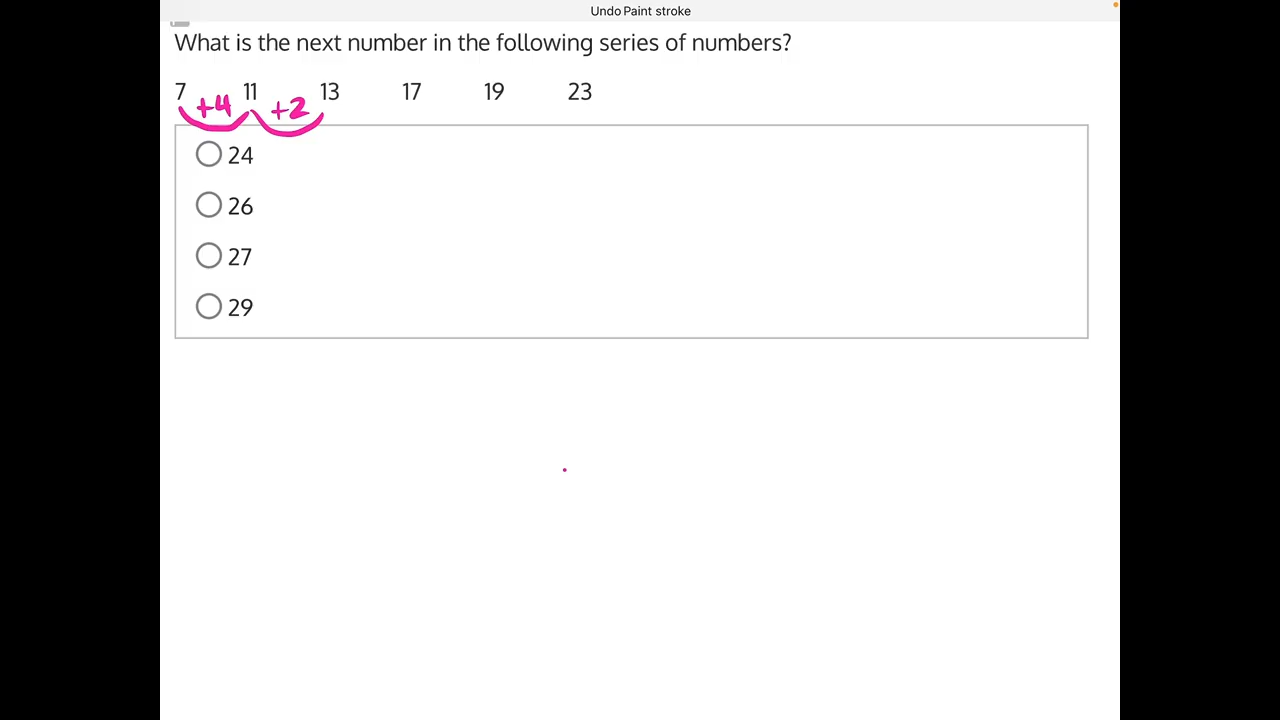 Undo Paint stroke
What is the next number in the following series of numbers?
7 11 13 17 19 23
+4 +2
24
26
27
29